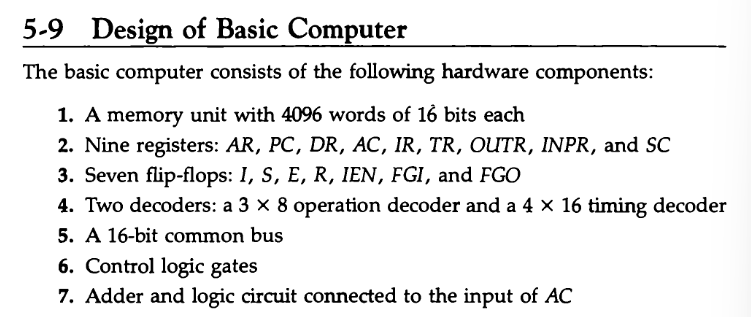 5-9 Design of Basic Computer
The basic computer consists of the following hardware components:
1. A memory unit with 4096 words of 16 bits each
2. Nine registers: AR, PC, DR, AC, IR, TR, OUTR, INPR, and SC
3. Seven flip-flops: I, S, E, R, IEN, FGI, and FGO
4. Two decoders: a 3 × 8 operation decoder and a 4 × 16 timing decoder
5. A 16-bit common bus
6. Control logic gates
7. Adder and logic circuit connected to the input of AC